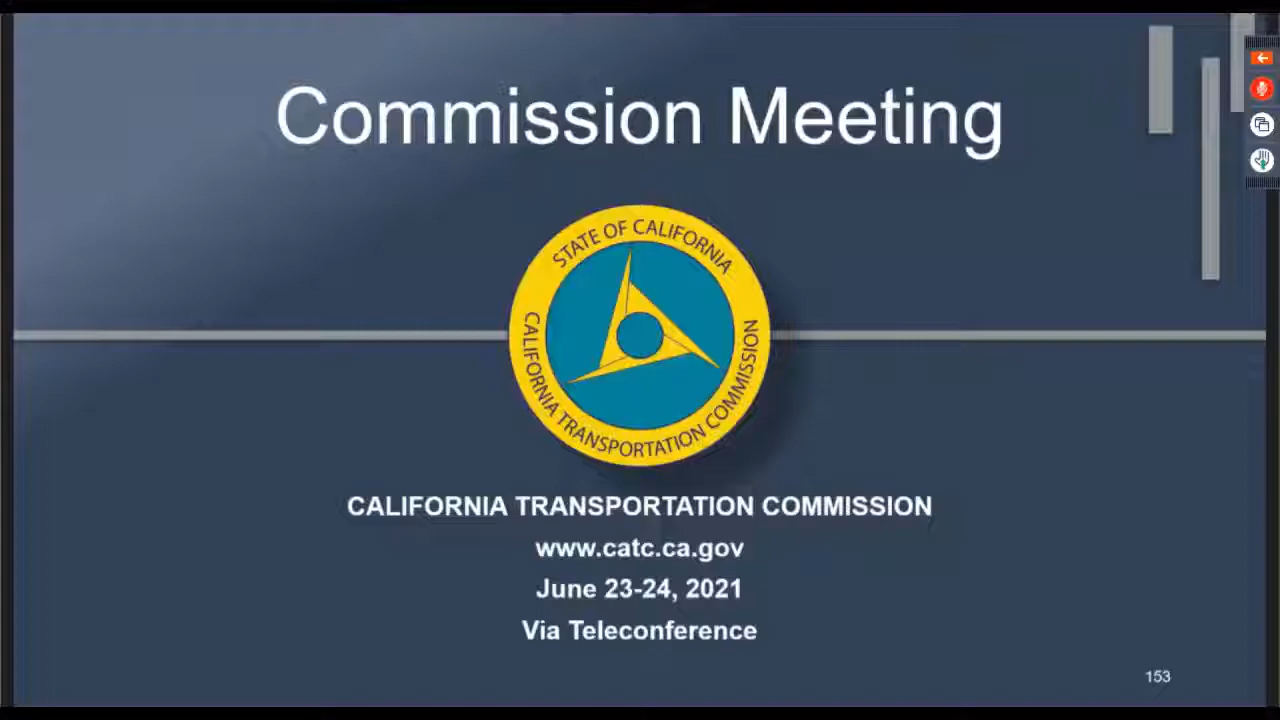 Commission Meeting
STATE OF CALIFORNIA
CALIFORNIA TRANSPORTATION COMMISSION
CALIFORNIA TRANSPORTATION COMMISSION
www.catc.ca.gov
June 23-24, 2021
Via Teleconference
153